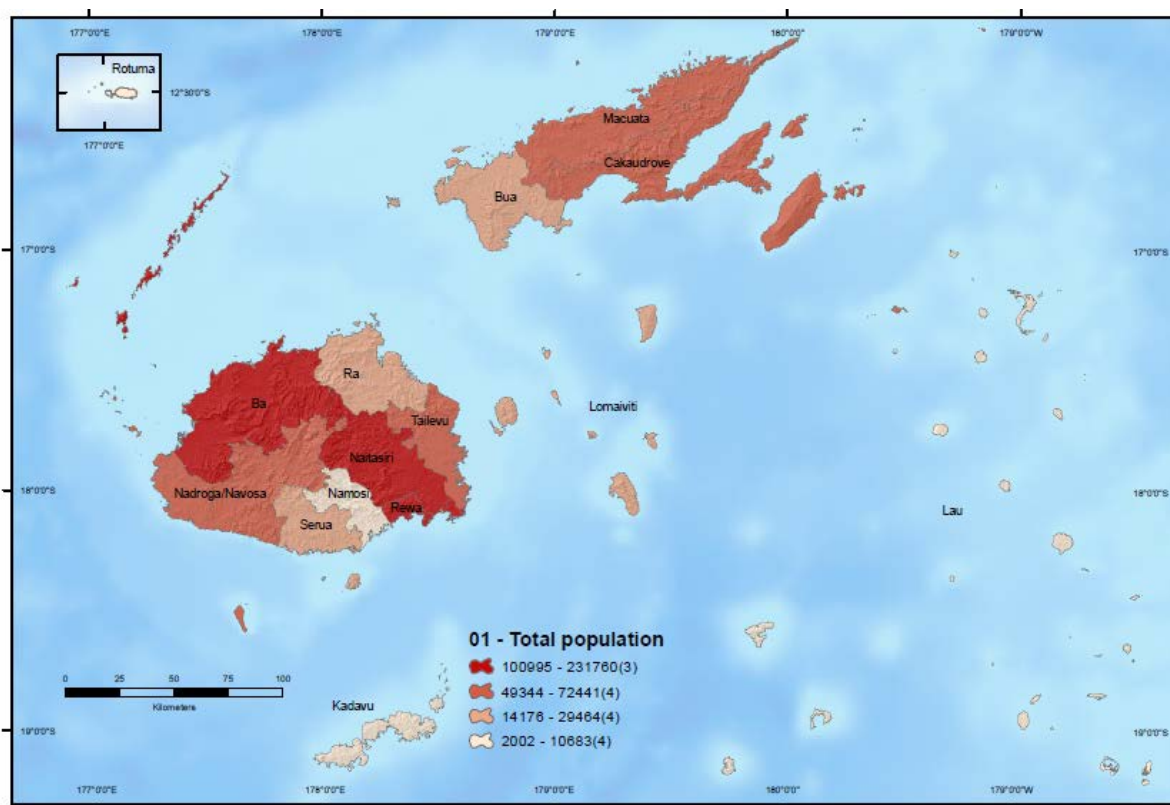 177°0'0"E
178°0'0"E
179°0'0"E
180°0'0"
179°0'0"W
Rotuma
12°30'0"S
177°0'0"E
Macuata
Cakaudrove
Bua
17°0'0"S
17°0'0"S
Ra
Ba
Tailevu
Lomaiviti
Naitasiri
Nadroga/Navosa
Namosi
Rewa
Serua
18°0'0"S
18°0'0"S
Lau
01 - Total population
100995 - 231760(3)
49344 - 72441(4)
14176 - 29464(4)
2002 - 10683(4)
0 25 50 75 100
Kilometers
Kadavu
19°0'0"S
19°0'0"S
177°0'0"E
178°0'0"E
179°0'0"E
180°0'0"
179°0'0"W